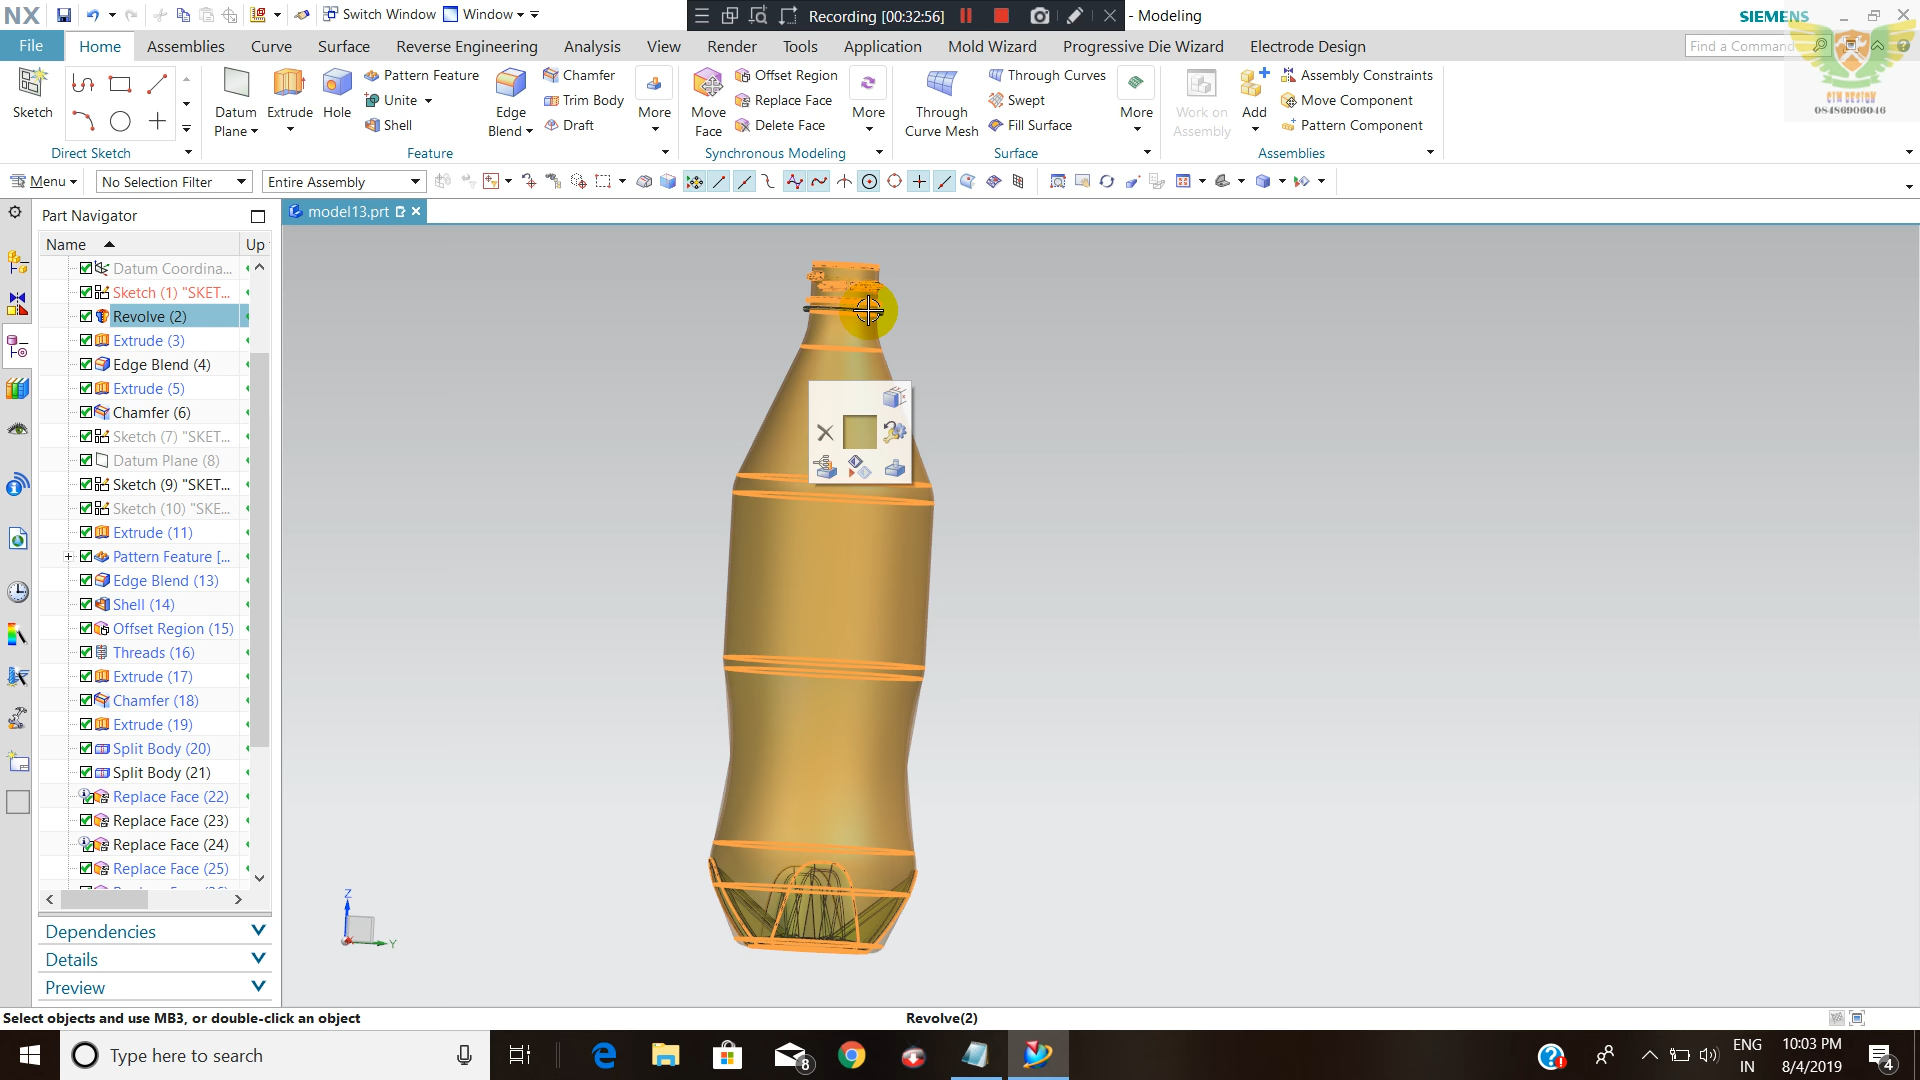 NX
Switch Window
Window
Recording [00:32:56]
- Modeling
SIEMENS
File
Home
Assemblies
Curve
Surface
Reverse Engineering
Analysis
View
Render
Tools
Application
Mold Wizard
Progressive Die Wizard
Electrode Design
Find a Command
Sketch
Direct Sketch
Datum
Plane
Extrude
Hole
Pattern Feature
Unite
Shell
Edge
Blend
Chamfer
Trim Body
Draft
More
Feature
Move
Face
Offset Region
Replace Face
Delete Face
More
Synchronous Modeling
Through
Curve Mesh
Through Curves
Swept
Fill Surface
More
Surface
Work on
Assembly
Add
Assembly Constraints
Move Component
Pattern Component
Assemblies
CTM DESIGN
08486906046
Menu
No Selection Filter
Entire Assembly
Part Navigator
model13.prt
Name
Up
Datum Coordina...
Sketch (1) "SKET...
Revolve (2)
Extrude (3)
Edge Blend (4)
Extrude (5)
Chamfer (6)
Sketch (7) "SKET...
Datum Plane (8)
Sketch (9) "SKET...
Sketch (10) "SKE...
Extrude (11)
Pattern Feature [...
Edge Blend (13)
Shell (14)
Offset Region (15)
Threads (16)
Extrude (17)
Chamfer (18)
Extrude (19)
Split Body (20)
Split Body (21)
Replace Face (22)
Replace Face (23)
Replace Face (24)
Replace Face (25)
Dependencies
Details
Preview
Z
Y
Select objects and use MB3, or double-click an object
Revolve(2)
Type here to search
8
ENG
IN
10:03 PM
8/4/2019
4